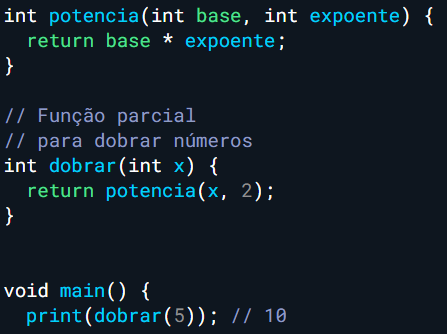 int potencia(int base, int expoente) {
  return base * expoente;
}
// Função parcial
// para dobrar números
int dobrar(int x) {
  return potencia(x, 2);
}
void main() {
  print(dobrar(5)); // 10